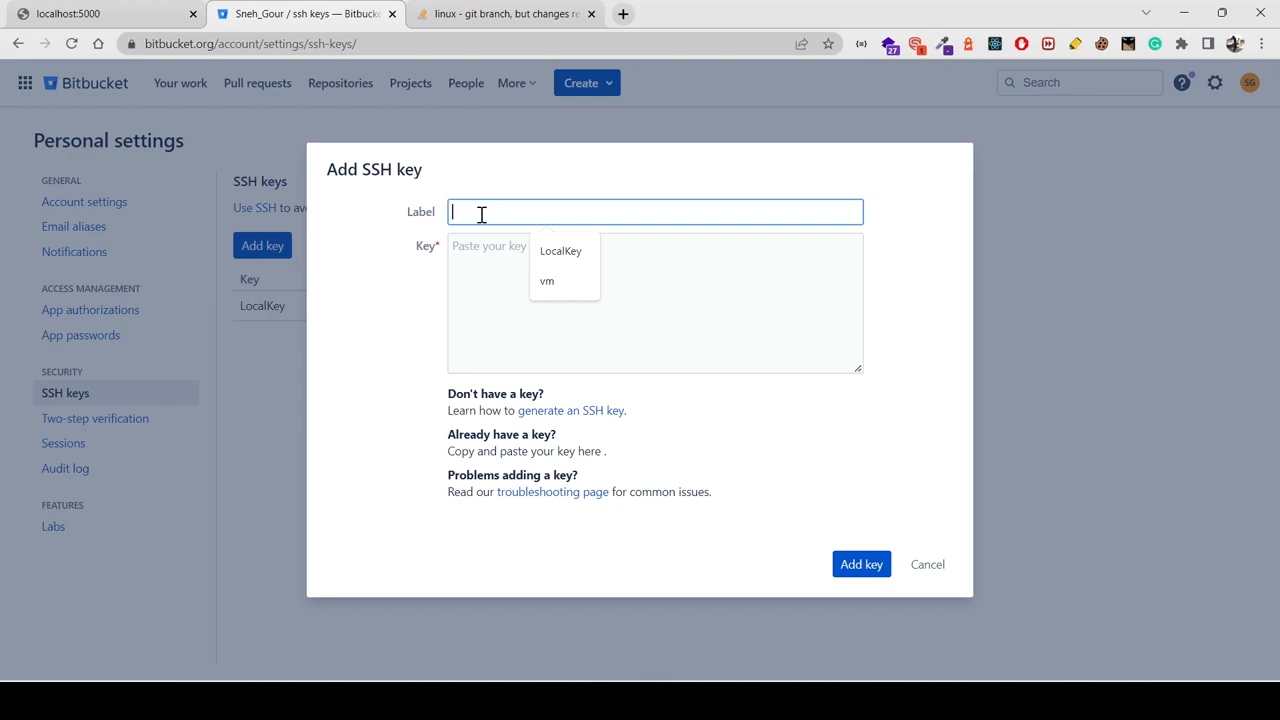 localhost:5000
Sneh_Gour / ssh keys — Bitbucke
linux - git branch, but changes re
bitbucket.org/account/settings/ssh-keys/
27
1
Bitbucket
Your work
Pull requests
Repositories
Projects
People
More
Create
Search
SG
Personal settings
GENERAL
Account settings
Email aliases
Notifications
ACCESS MANAGEMENT
App authorizations
App passwords
SECURITY
SSH keys
Two-step verification
Sessions
Audit log
FEATURES
Labs
SSH keys
Use SSH to avo
Add key
Key
LocalKey
Add SSH key
Label
Key*
Paste your key
LocalKey
vm
Don't have a key?
Learn how to generate an SSH key.
Already have a key?
Copy and paste your key here .
Problems adding a key?
Read our troubleshooting page for common issues.
Add key
Cancel